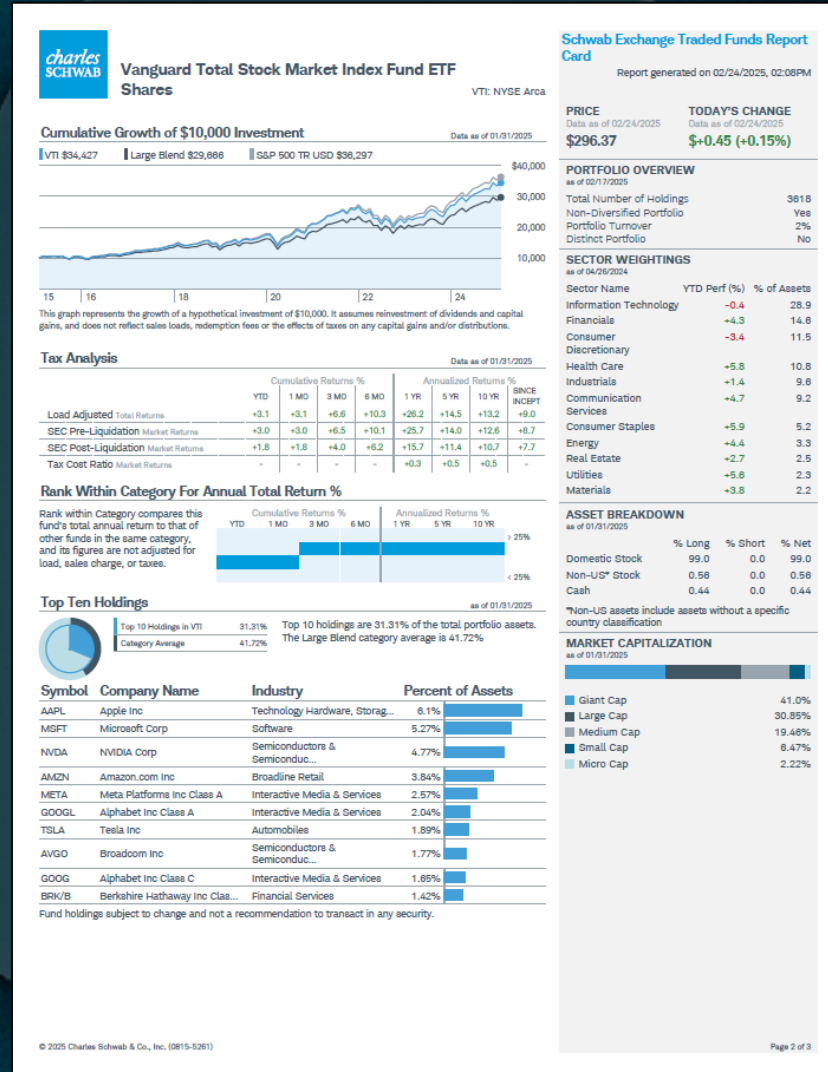 charles
SCHWAB
Vanguard Total Stock Market Index Fund ETF
Shares
VTI: NYSE Arca
Cumulative Growth of $10,000 Investment
Data as of 01/31/2025
VTI $34,427 Large Blend $29,666 S&P 500 TR USD $36,297
$40,000
30,000
20,000
10,000
15 16 18 20 22 24
This graph represents the growth of a hypothetical investment of $10,000. It assumes reinvestment of dividends and capital
gains, and does not reflect sales loads, redemption fees or the effects of taxes on any capital gains and/or distributions.
Tax Analysis
Data as of 01/31/2025
Cumulative Returns % Annualized Returns %
YTD 1 MO 3 MO 6 MO 1 YR 5 YR 10 YR SINCE INCEPT
Load Adjusted Total Returns +3.1 +3.1 +6.6 +10.3 +26.2 +14.5 +13.2 +9.0
SEC Pre-Liquidation Market Returns +3.0 +3.0 +6.5 +10.1 +25.7 +14.0 +12.6 +8.7
SEC Post-Liquidation Market Returns +1.8 +1.8 +4.0 +6.2 +15.7 +11.4 +10.7 +7.7
Tax Cost Ratio Market Returns - - - - +0.3 +0.5 +0.5 -
Rank Within Category For Annual Total Return %
Rank within Category compares this
fund's total annual return to that of
other funds in the same category,
and its figures are not adjusted for
load, sales charge, or taxes.
Cumulative Returns % Annualized Returns %
YTD 1 MO 3 MO 6 MO 1 YR 5 YR 10 YR
> 25%
< 25%
Top Ten Holdings
as of 01/31/2025
Top 10 Holdings in VTI 31.31%
Category Average 41.72%
Top 10 holdings are 31.31% of the total portfolio assets.
The Large Blend category average is 41.72%
Symbol Company Name Industry Percent of Assets
AAPL Apple Inc Technology Hardware, Storag... 6.1%
MSFT Microsoft Corp Software 5.27%
NVDA NVIDIA Corp Semiconductors & Semiconduc... 4.77%
AMZN Amazon.com Inc Broadline Retail 3.84%
META Meta Platforms Inc Class A Interactive Media & Services 2.57%
GOOGL Alphabet Inc Class A Interactive Media & Services 2.04%
TSLA Tesla Inc Automobiles 1.89%
AVGO Broadcom Inc Semiconductors & Semiconduc... 1.77%
GOOG Alphabet Inc Class C Interactive Media & Services 1.65%
BRK/B Berkshire Hathaway Inc Clas... Financial Services 1.42%
Fund holdings subject to change and not a recommendation to transact in any security.
© 2025 Charles Schwab & Co., Inc. (0815-5261)
Schwab Exchange Traded Funds Report
Card
Report generated on 02/24/2025, 02:08PM
PRICE
Data as of 02/24/2025
$296.37
TODAY'S CHANGE
Data as of 02/24/2025
$+0.45 (+0.15%)
PORTFOLIO OVERVIEW
as of 02/17/2025
Total Number of Holdings 3618
Non-Diversified Portfolio Yes
Portfolio Turnover 2%
Distinct Portfolio No
SECTOR WEIGHTINGS
as of 04/26/2024
Sector Name YTD Perf (%) % of Assets
Information Technology -0.4 28.9
Financials +4.3 14.6
Consumer Discretionary -3.4 11.5
Health Care +5.8 10.8
Industrials +1.4 9.6
Communication Services +4.7 9.2
Consumer Staples +5.9 5.2
Energy +4.4 3.3
Real Estate +2.7 2.5
Utilities +5.6 2.3
Materials +3.8 2.2
ASSET BREAKDOWN
as of 01/31/2025
% Long % Short % Net
Domestic Stock 99.0 0.0 99.0
Non-US* Stock 0.56 0.0 0.56
Cash 0.44 0.0 0.44
*Non-US assets include assets without a specific
country classification
MARKET CAPITALIZATION
as of 01/31/2025
Giant Cap 41.0%
Large Cap 30.85%
Medium Cap 19.46%
Small Cap 6.47%
Micro Cap 2.22%
Page 2 of 3